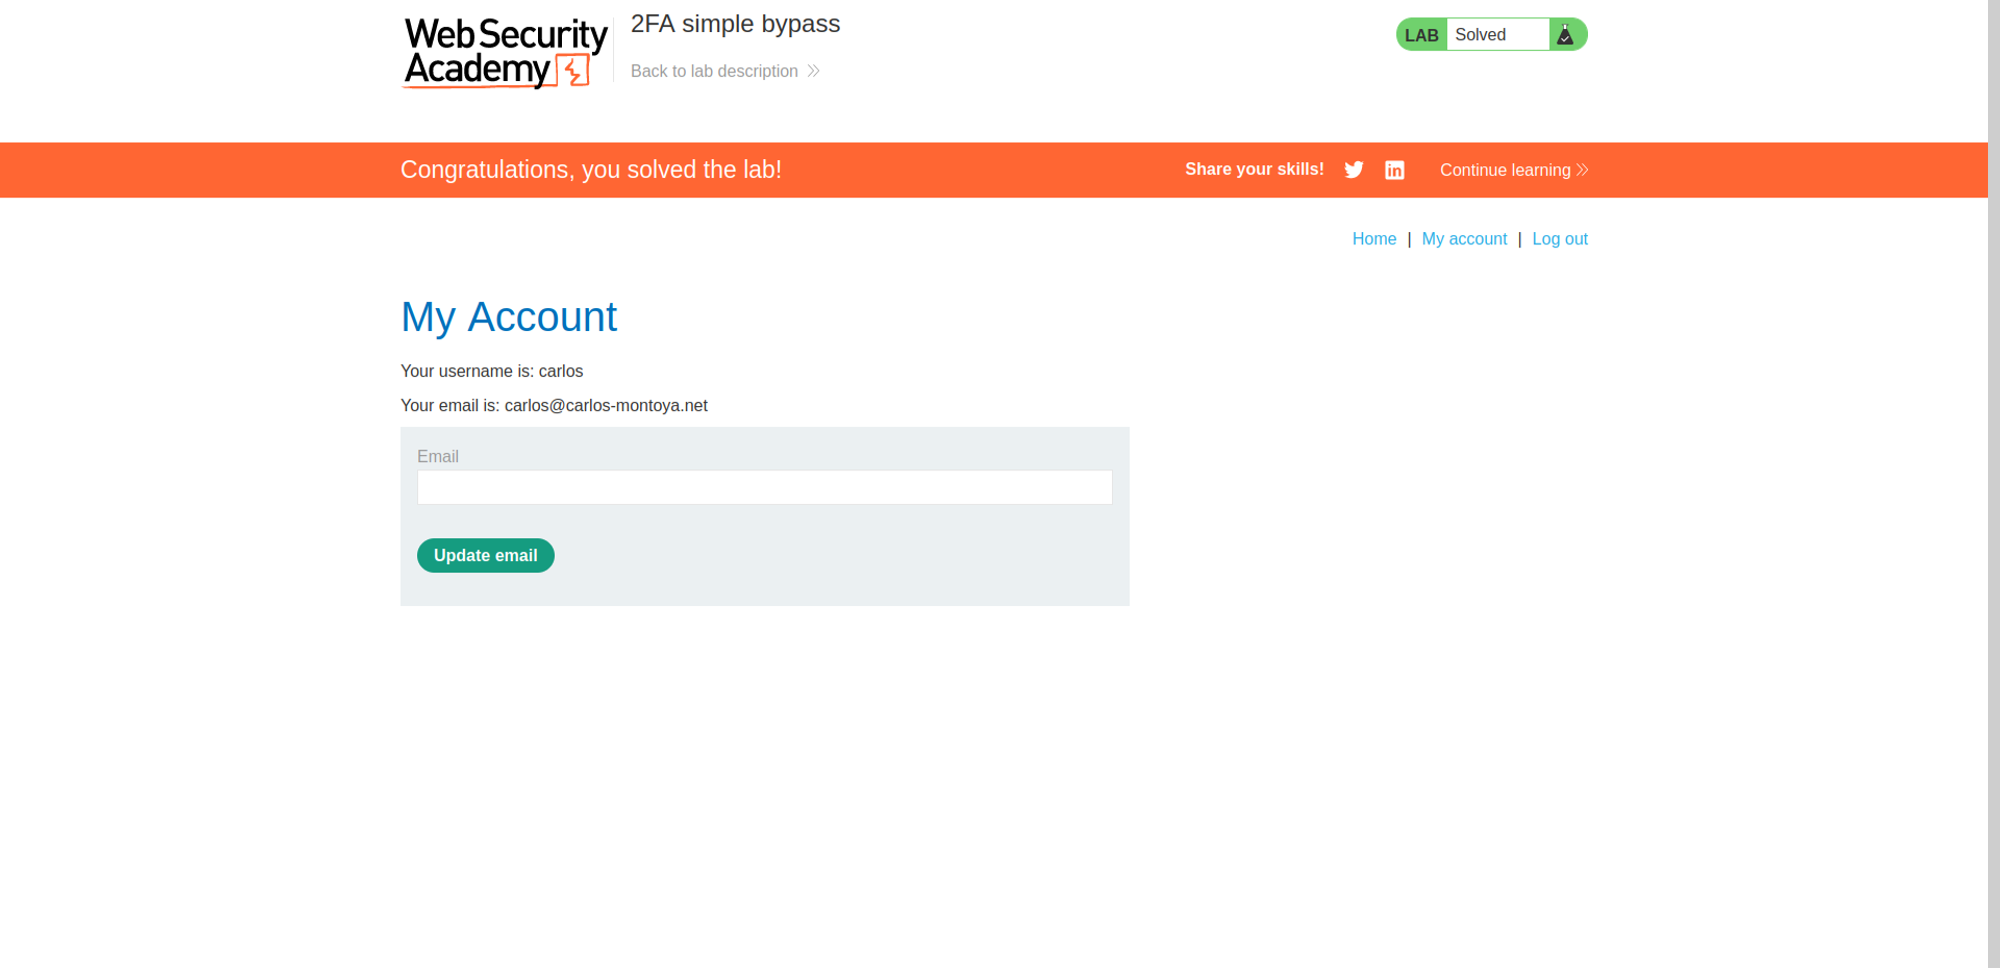 Web Security
Academy
2FA simple bypass
Back to lab description
LAB Solved
Congratulations, you solved the lab!
Share your skills!
Continue learning
Home | My account | Log out
My Account
Your username is: carlos
Your email is: carlos@carlos-montoya.net
Email
Update email